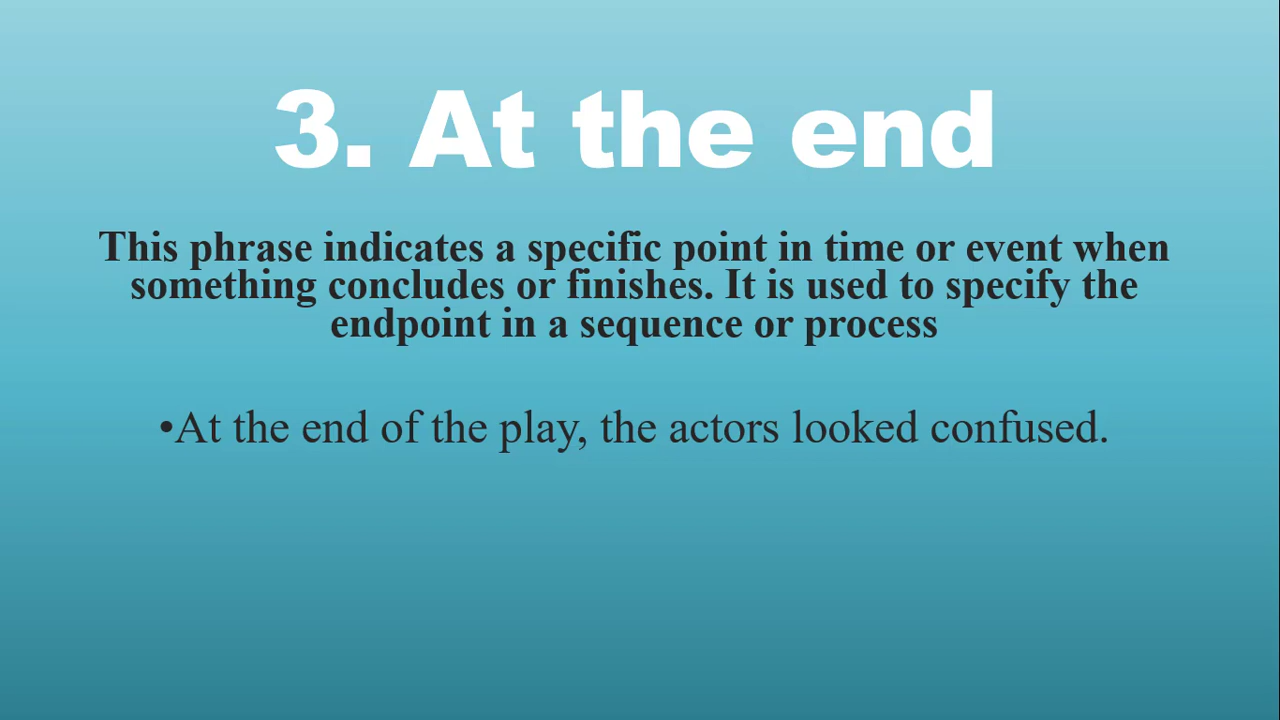 3. At the end
This phrase indicates a specific point in time or event when
something concludes or finishes. It is used to specify the
endpoint in a sequence or process
•At the end of the play, the actors looked confused.